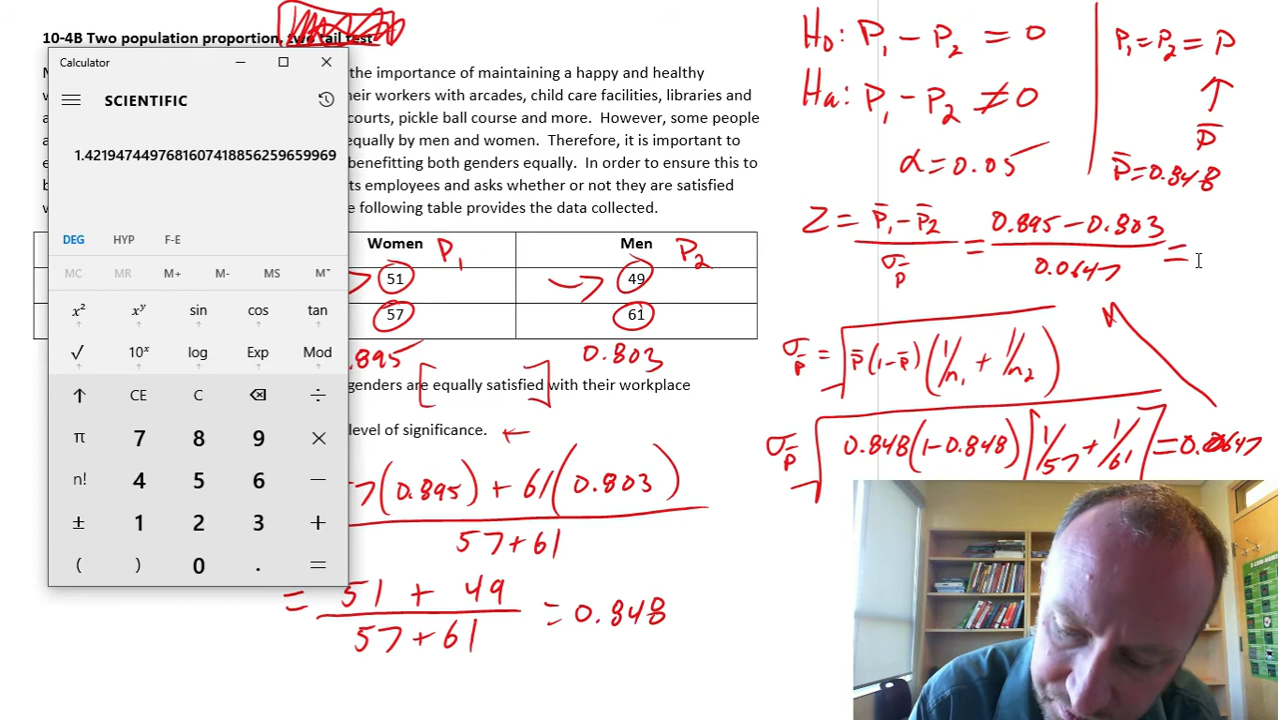 10-4B Two population proportion, two tail test
Calculator
SCIENTIFIC
1.4219474497681607418856259659969
DEG HYP F-E
MC MR M+ M- MS M˅
x² xʸ sin cos tan
√ 10ˣ log Exp Mod
↑ CE C ⌫ ÷
π 7 8 9 ×
n! 4 5 6 −
± 1 2 3 +
( ) 0 . =
the importance of maintaining a happy and healthy
heir workers with arcades, child care facilities, libraries and
courts, pickle ball course and more. However, some people
equally by men and women. Therefore, it is important to
benefitting both genders equally. In order to ensure this to
ts employees and asks whether or not they are satisfied
e following table provides the data collected.
Women P₁ Men P₂
51 49
57 61
.895 0.803
genders are [equally satisfied] with their workplace
level of significance. ←
7(0.895) + 61(0.803)
57+61
= 51 + 49 = 0.848
57+61
H₀: P₁ − P₂ = 0
Hₐ: P₁ − P₂ ≠ 0
α = 0.05
P₁ = P₂ = P
↑
P̄
P̄ = 0.848
Z = P̄₁ − P̄₂ = 0.895 − 0.803 =
σP̄ 0.0647
σP̄ = √P̄(1−P̄)(1/n₁ + 1/n₂)
σP̄ √0.848(1−0.848)[1/57 + 1/61] = 0.0647